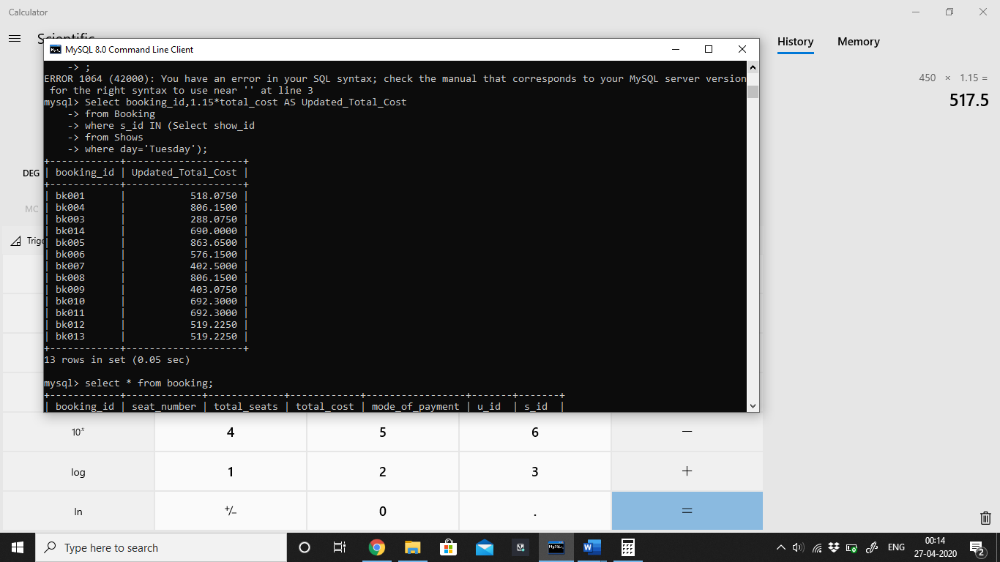 Calculator
Scientific
History
Memory
450 × 1.15 =
517.5
MySQL 8.0 Command Line Client
-> ;
ERROR 1064 (42000): You have an error in your SQL syntax; check the manual that corresponds to your MySQL server version
for the right syntax to use near '' at line 3
mysql> Select booking_id,1.15*total_cost AS Updated_Total_Cost
-> from Booking
-> where s_id IN (Select show_id
-> from Shows
-> where day='Tuesday');
+------------+--------------------+
| booking_id | Updated_Total_Cost |
+------------+--------------------+
| bk001 | 518.0750 |
| bk004 | 806.1500 |
| bk003 | 288.0750 |
| bk014 | 690.0000 |
| bk005 | 863.6500 |
| bk006 | 576.1500 |
| bk007 | 402.5000 |
| bk008 | 806.1500 |
| bk009 | 403.0750 |
| bk010 | 692.3000 |
| bk011 | 692.3000 |
| bk012 | 519.2250 |
| bk013 | 519.2250 |
+------------+--------------------+
13 rows in set (0.05 sec)
mysql> select * from booking;
+------------+-------------+-------------+------------+-----------------+-------+-------+
| booking_id | seat_number | total_seats | total_cost | mode_of_payment | u_id | s_id |
DEG
MC
10ˣ
4
5
6
−
log
1
2
3
+
ln
+/−
0
.
=
Type here to search
ENG
00:14
27-04-2020
2